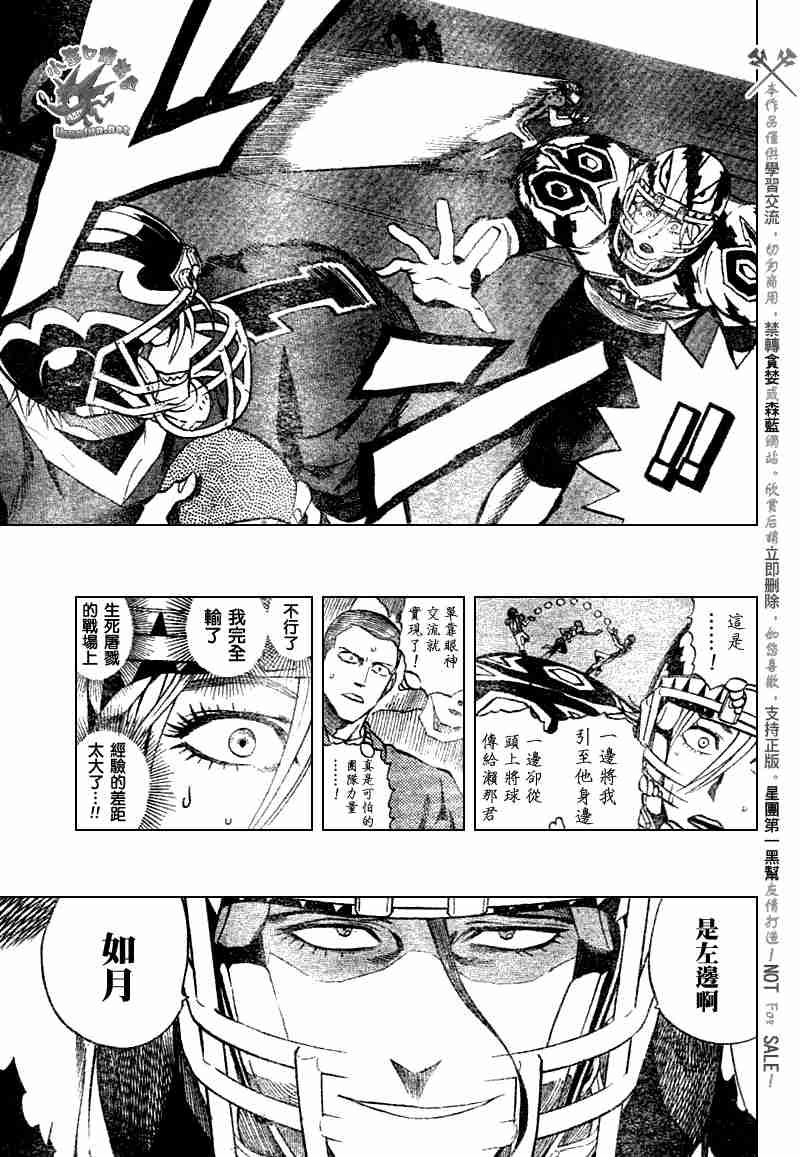 Uzumfun.net
!!
這是
……!
一邊將我
引至他身邊
一邊卻從
頭上將球
傳給瀨那君
單靠眼神
交流就
實現了!
真是可怕的
團隊力量
……!
不行了
我完全
輸了
生死屠戮
的戰場上
經驗的差距
太大了…!!
是左邊啊
如月
本作品僅供學習交流，切勿商用，禁轉貪婪或森藍網站。欣賞后請立即刪除，如您喜歡，支持正版。星團第一黑幫友情打造—NOT For SALE—